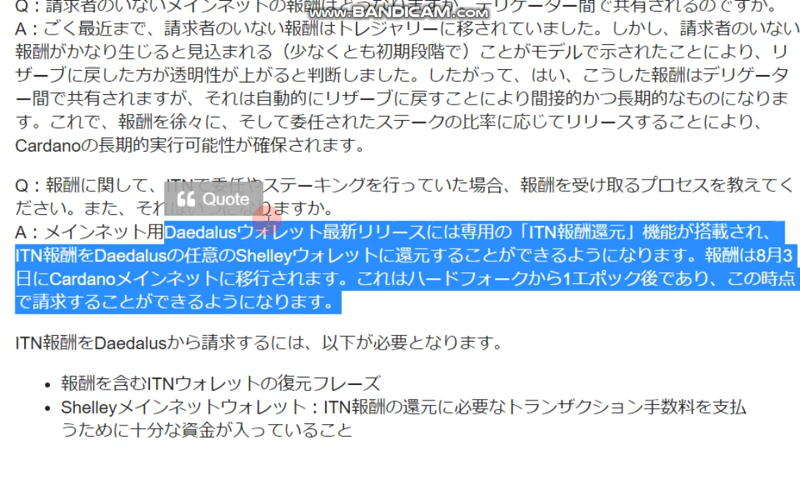 Q：請求者のいないメインネットの報酬はどうなりますか。デリゲーター間で共有されるのですか。
www.BANDICAM.com
A：ごく最近まで、請求者のいない報酬はトレジャリーに移されていました。しかし、請求者のいない
報酬がかなり生じると見込まれる（少なくとも初期段階で）ことがモデルで示されたことにより、リ
ザーブに戻した方が透明性が上がると判断しました。したがって、はい、こうした報酬はデリゲータ
ー間で共有されますが、それは自動的にリザーブに戻すことにより間接的かつ長期的なものになりま
す。これで、報酬を徐々に、そして委任されたステークの比率に応じてリリースすることにより、
Cardanoの長期的実行可能性が確保されます。
Q：報酬に関して、ITNで委任やステーキングを行っていた場合、報酬を受け取るプロセスを教えてく
Quote
ださい。また、それはいつになりますか。
A：メインネット用Daedalusウォレット最新リリースには専用の「ITN報酬還元」機能が搭載され、
ITN報酬をDaedalusの任意のShelleyウォレットに還元することができるようになります。報酬は8月3
日にCardanoメインネットに移行されます。これはハードフォークから1エポック後であり、この時点
で請求することができるようになります。
ITN報酬をDaedalusから請求するには、以下が必要となります。
• 報酬を含むITNウォレットの復元フレーズ
• Shelleyメインネットウォレット：ITN報酬の還元に必要なトランザクション手数料を支払
うために十分な資金が入っていること